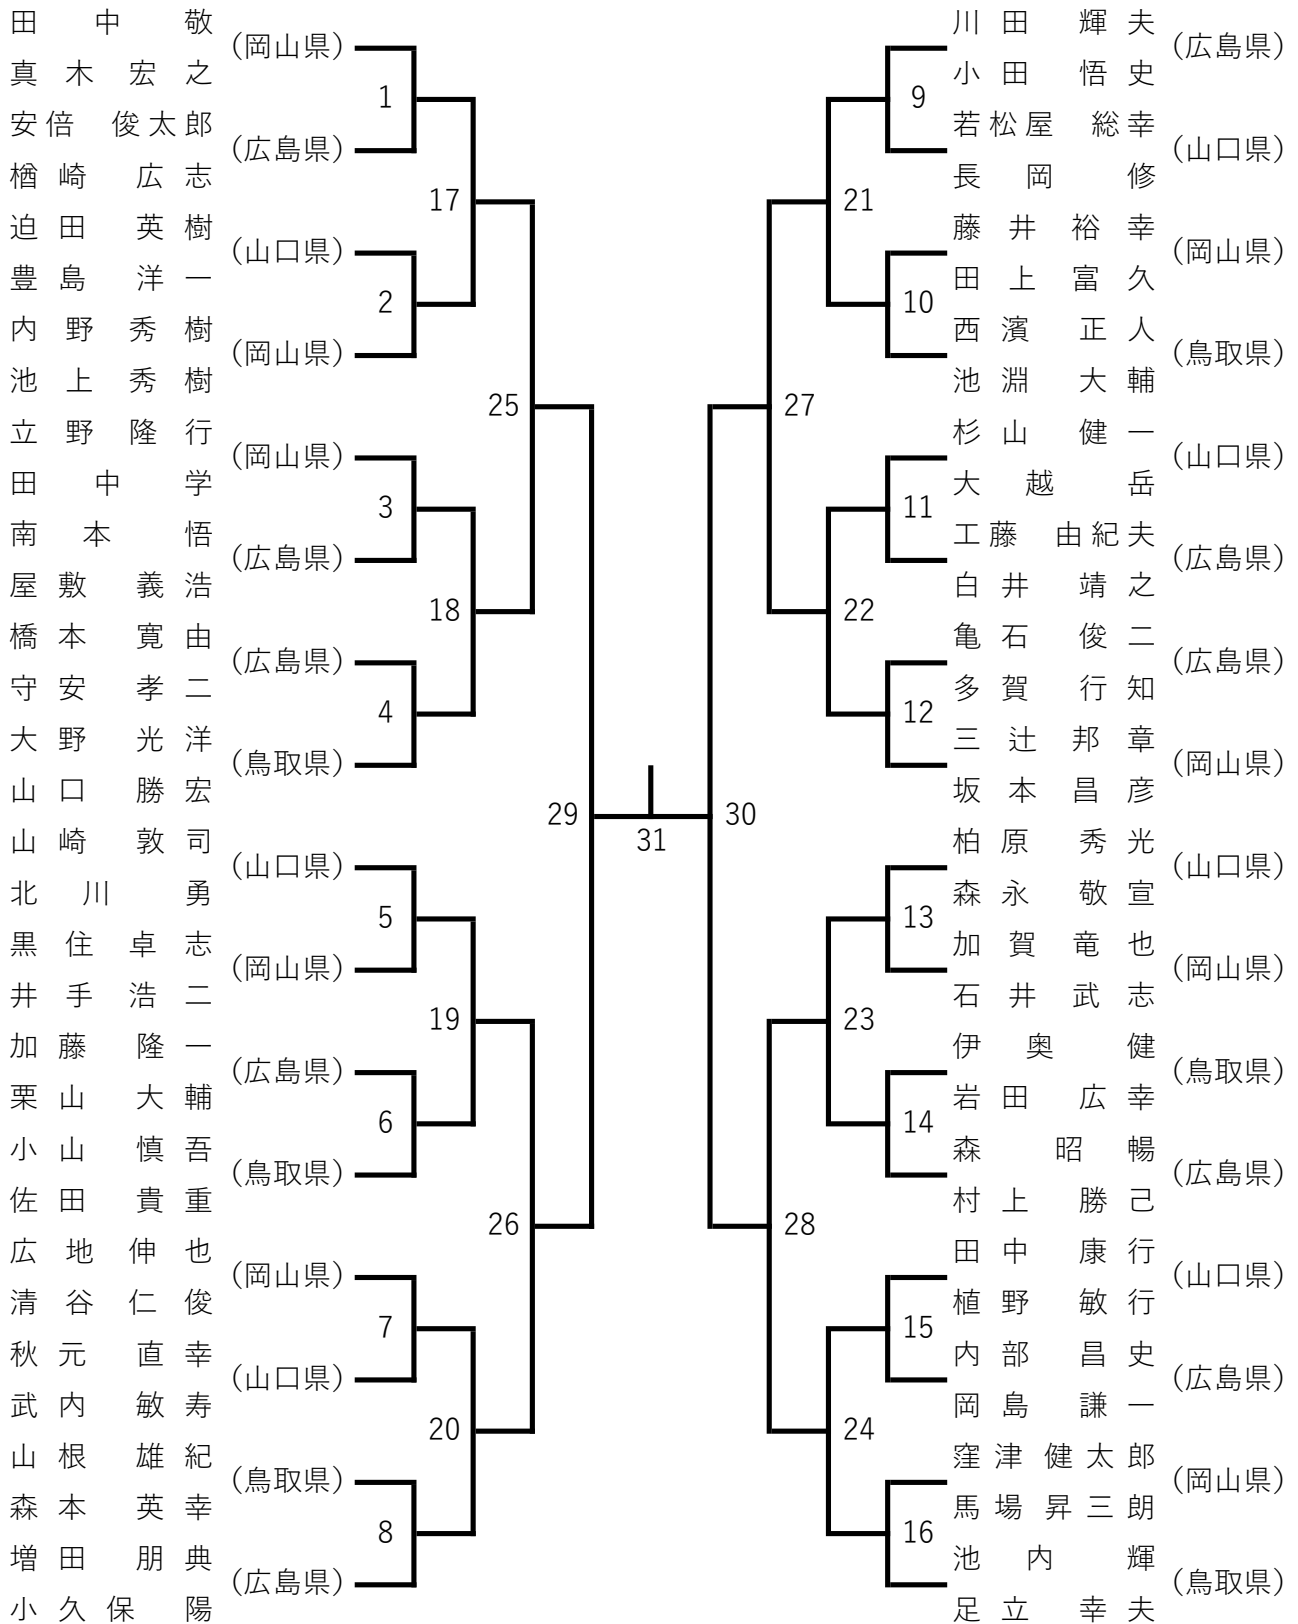 田中敬
(岡山県)
真木宏之
1
安倍俊太郎
(広島県)
楢崎広志
17
迫田英樹
(山口県)
豊島洋一
2
内野秀樹
(岡山県)
池上秀樹
25
立野隆行
(岡山県)
田中学
3
南本悟
(広島県)
屋敷義浩
18
橋本寛由
(広島県)
守安孝二
4
大野光洋
(鳥取県)
山口勝宏
29
山崎敦司
(山口県)
北川勇
5
黒住卓志
(岡山県)
井手浩二
19
加藤隆一
(広島県)
栗山大輔
6
小山慎吾
(鳥取県)
佐田貴重
26
広地伸也
(岡山県)
清谷仁俊
7
秋元直幸
(山口県)
武内敏寿
20
山根雄紀
(鳥取県)
森本英幸
8
増田朋典
(広島県)
小久保陽
31
川田輝夫
(広島県)
小田悟史
9
若松屋総幸
(山口県)
長岡修
21
藤井裕幸
(岡山県)
田上富久
10
西濱正人
(鳥取県)
池淵大輔
27
杉山健一
(山口県)
大越岳
11
工藤由紀夫
(広島県)
白井靖之
22
亀石俊二
(広島県)
多賀行知
12
三辻邦章
(岡山県)
坂本昌彦
30
柏原秀光
(山口県)
森永敬宣
13
加賀竜也
(岡山県)
石井武志
23
伊奥健
(鳥取県)
岩田広幸
14
森昭暢
(広島県)
村上勝己
28
田中康行
(山口県)
植野敏行
15
内部昌史
(広島県)
岡島謙一
24
窪津健太郎
(岡山県)
馬場昇三朗
16
池内輝
(鳥取県)
足立幸夫